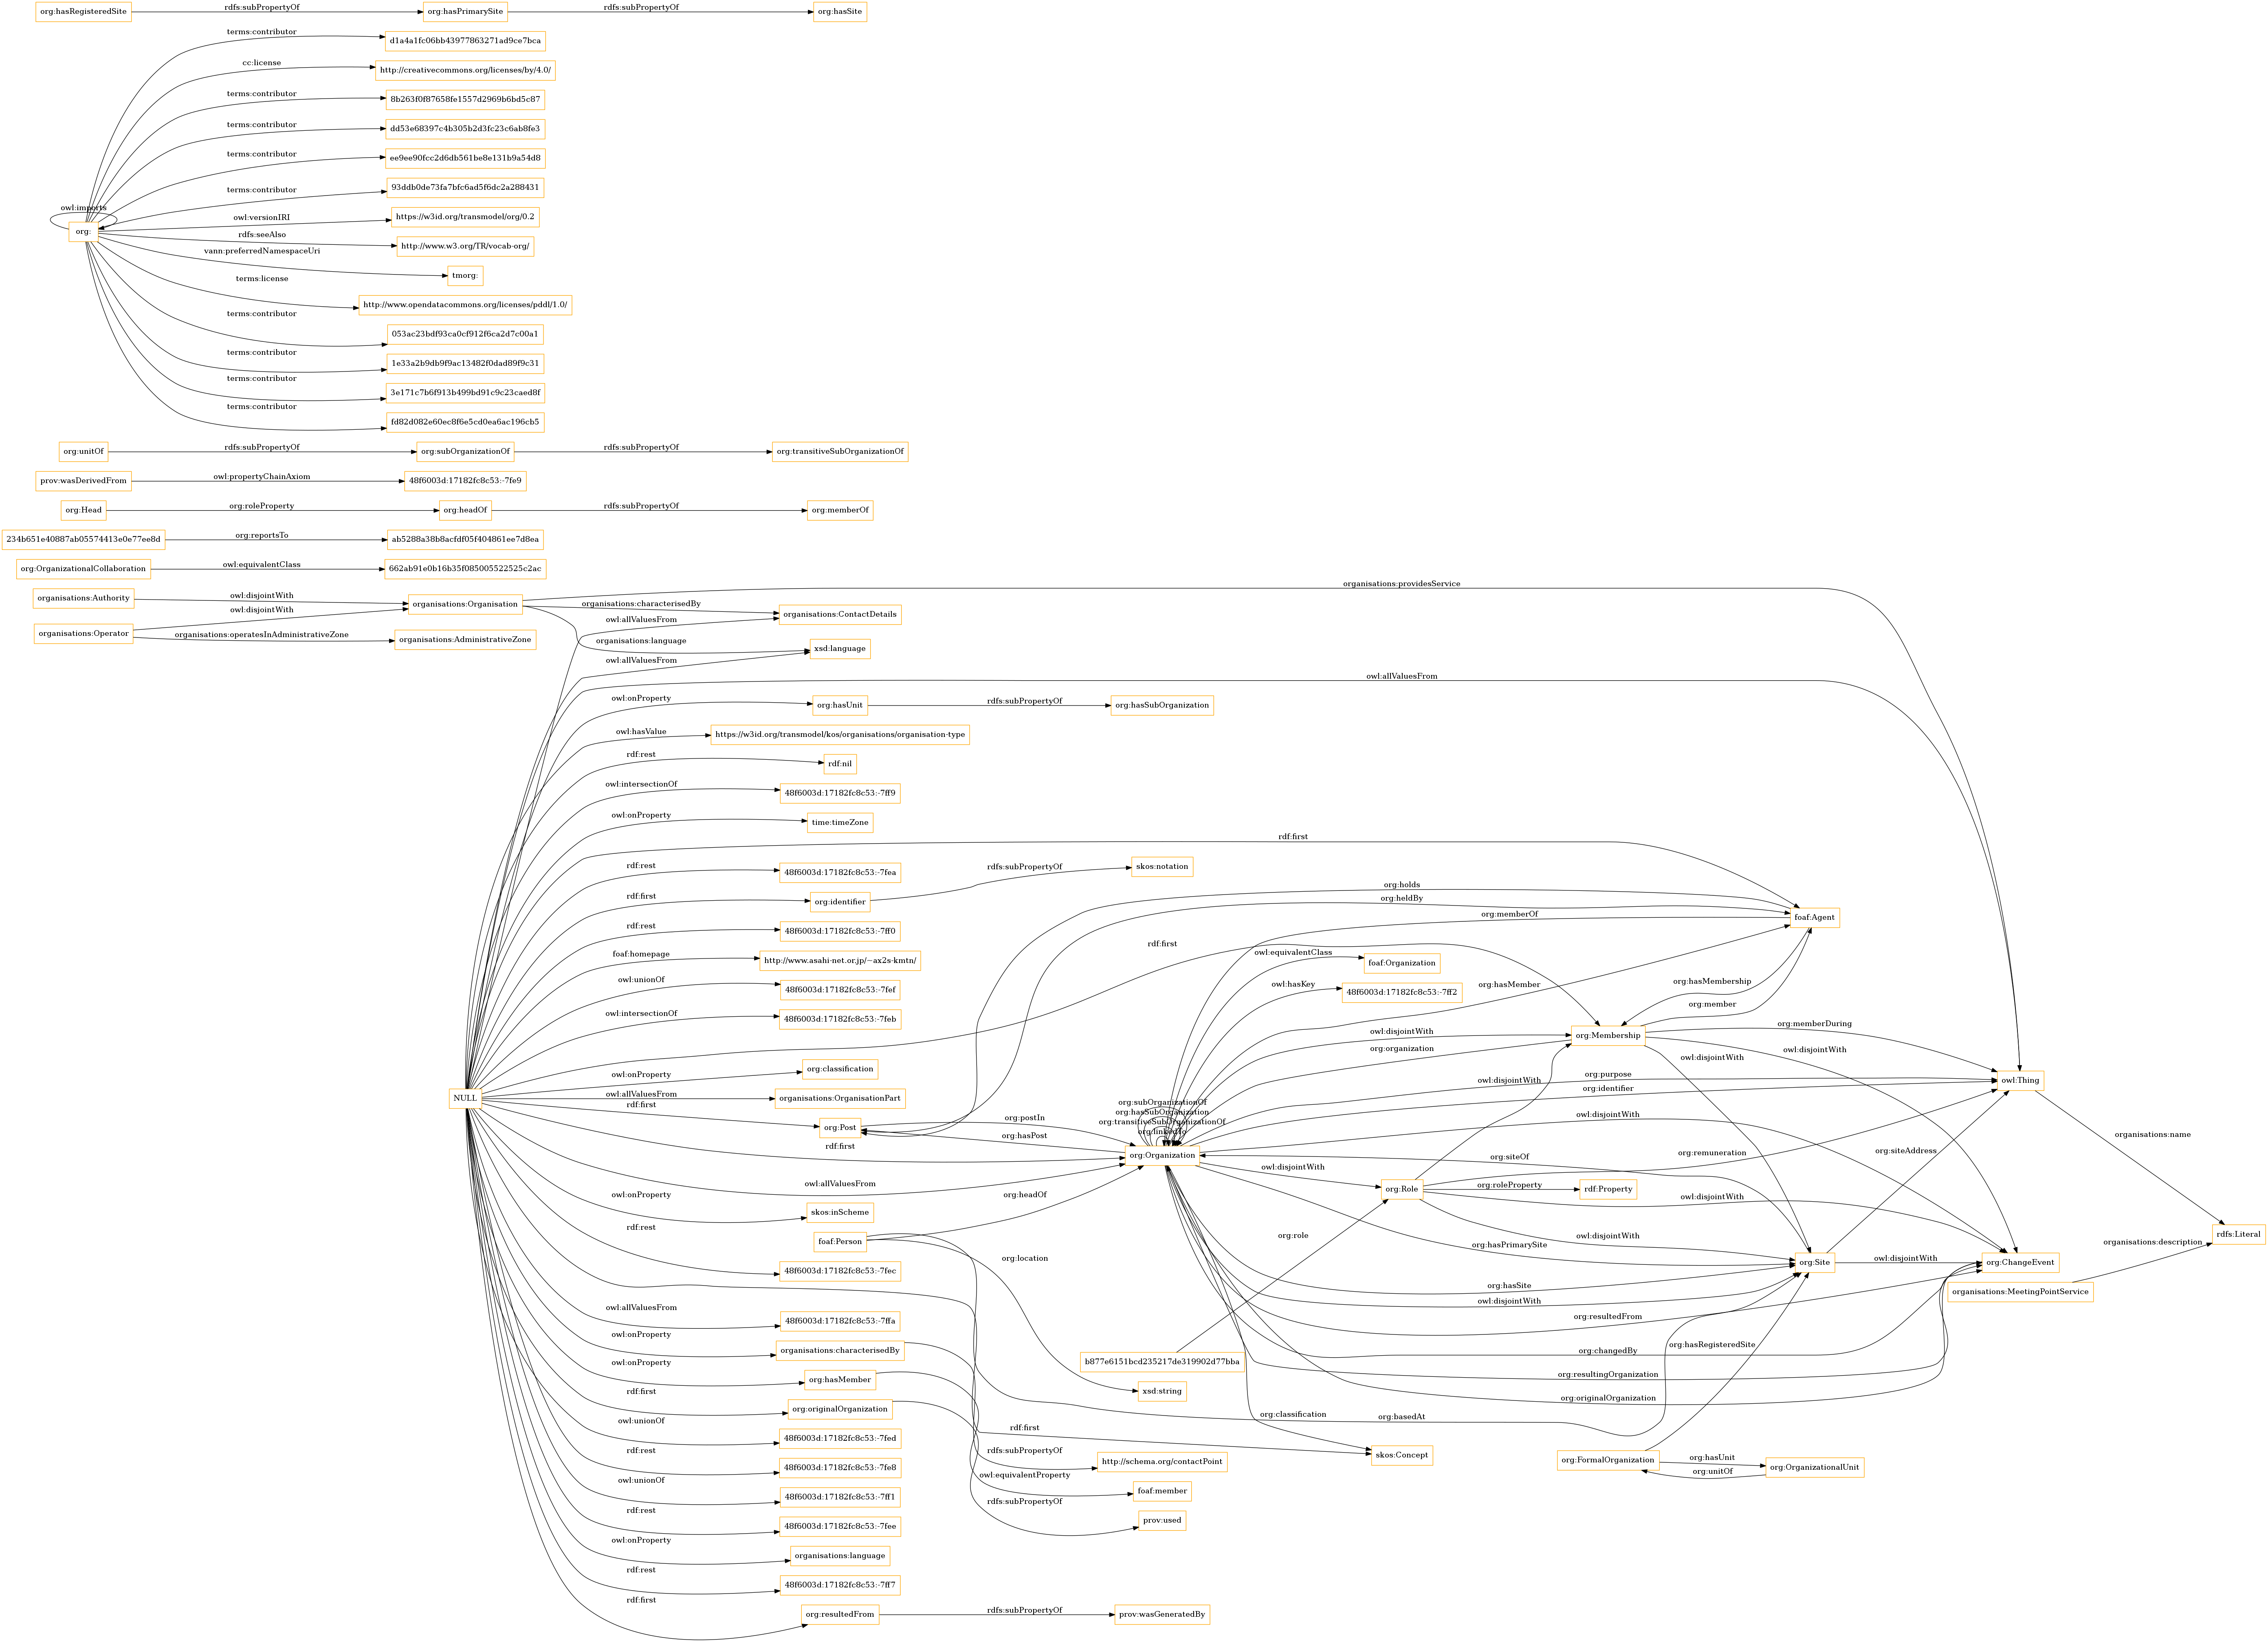 org:hasRegisteredSite
rdfs:subPropertyOf
org:hasPrimarySite
rdfs:subPropertyOf
org:hasSite
terms:contributor
d1a4a1fc06bb43977863271ad9ce7bca
cc:license
http://creativecommons.org/licenses/by/4.0/
terms:contributor
8b263f0f87658fe1557d2969b6bd5c87
terms:contributor
dd53e68397c4b305b2d3fc23c6ab8fe3
terms:contributor
ee9ee90fcc2d6db561be8e131b9a54d8
terms:contributor
93ddb0de73fa7bfc6ad5f6dc2a288431
owl:imports
org:
owl:versionIRI
https://w3id.org/transmodel/org/0.2
rdfs:seeAlso
http://www.w3.org/TR/vocab-org/
vann:preferredNamespaceUri
tmorg:
terms:license
http://www.opendatacommons.org/licenses/pddl/1.0/
terms:contributor
053ac23bdf93ca0cf912f6ca2d7c00a1
terms:contributor
1e33a2b9db9f9ac13482f0dad89f9c31
terms:contributor
3e171c7b6f913b499bd91c9c23caed8f
terms:contributor
fd82d082e60ec8f6e5cd0ea6ac196cb5
org:unitOf
rdfs:subPropertyOf
org:subOrganizationOf
rdfs:subPropertyOf
org:transitiveSubOrganizationOf
prov:wasDerivedFrom
owl:propertyChainAxiom
48f6003d:17182fc8c53:-7fe9
org:Head
org:roleProperty
org:headOf
rdfs:subPropertyOf
org:memberOf
234b651e40887ab05574413e0e77ee8d
org:reportsTo
ab5288a38b8acfdf05f404861ee7d8ea
org:OrganizationalCollaboration
owl:equivalentClass
662ab91e0b16b35f085005522525c2ac
organisations:Authority
owl:disjointWith
organisations:Organisation
organisations:providesService
organisations:characterisedBy
organisations:ContactDetails
owl:disjointWith
organisations:Operator
organisations:operatesInAdministrativeZone
organisations:AdministrativeZone
owl:allValuesFrom
organisations:language
xsd:language
owl:allValuesFrom
owl:allValuesFrom
owl:onProperty
org:hasUnit
rdfs:subPropertyOf
org:hasSubOrganization
owl:hasValue
https://w3id.org/transmodel/kos/organisations/organisation-type
rdf:rest
rdf:nil
owl:intersectionOf
48f6003d:17182fc8c53:-7ff9
owl:onProperty
time:timeZone
rdf:first
rdf:rest
48f6003d:17182fc8c53:-7fea
rdfs:subPropertyOf
skos:notation
rdf:first
org:identifier
org:holds
org:heldBy
org:memberOf
foaf:Agent
rdf:rest
48f6003d:17182fc8c53:-7ff0
rdf:first
foaf:homepage
http://www.asahi-net.or.jp/~ax2s-kmtn/
owl:equivalentClass
foaf:Organization
owl:unionOf
48f6003d:17182fc8c53:-7fef
owl:hasKey
48f6003d:17182fc8c53:-7ff2
org:hasMember
org:hasMembership
org:member
owl:intersectionOf
48f6003d:17182fc8c53:-7feb
owl:disjointWith
org:organization
org:Membership
org:memberDuring
owl:disjointWith
owl:disjointWith
owl:onProperty
org:classification
NULL
owl:allValuesFrom
organisations:OrganisationPart
owl:disjointWith
org:purpose
org:identifier
owl:Thing
rdf:first
org:Post
org:postIn
org:hasPost
org:subOrganizationOf
org:hasSubOrganization
org:transitiveSubOrganizationOf
org:linkedTo
org:Organization
owl:disjointWith
organisations:name
rdf:first
org:siteOf
org:remuneration
org:siteAddress
owl:disjointWith
org:Role
org:roleProperty
rdf:Property
owl:disjointWith
owl:allValuesFrom
org:headOf
owl:onProperty
skos:inScheme
rdf:rest
foaf:Person
org:role
owl:disjointWith
org:hasPrimarySite
org:location
org:Site
owl:disjointWith
org:ChangeEvent
rdfs:Literal
organisations:description
organisations:MeetingPointService
48f6003d:17182fc8c53:-7fec
org:hasSite
owl:disjointWith
owl:allValuesFrom
48f6003d:17182fc8c53:-7ffa
org:resultedFrom
owl:onProperty
organisations:characterisedBy
org:changedBy
org:hasRegisteredSite
b877e6151bcd235217de319902d77bba
owl:onProperty
org:hasMember
org:resultingOrganization
xsd:string
rdf:first
org:originalOrganization
org:originalOrganization
org:classification
org:basedAt
rdf:first
owl:unionOf
48f6003d:17182fc8c53:-7fed
skos:Concept
rdfs:subPropertyOf
http://schema.org/contactPoint
org:FormalOrganization
org:hasUnit
org:unitOf
org:OrganizationalUnit
rdf:rest
48f6003d:17182fc8c53:-7fe8
owl:equivalentProperty
foaf:member
owl:unionOf
48f6003d:17182fc8c53:-7ff1
rdfs:subPropertyOf
prov:used
rdf:rest
48f6003d:17182fc8c53:-7fee
owl:onProperty
organisations:language
rdf:rest
48f6003d:17182fc8c53:-7ff7
rdf:first
org:resultedFrom
rdfs:subPropertyOf
prov:wasGeneratedBy